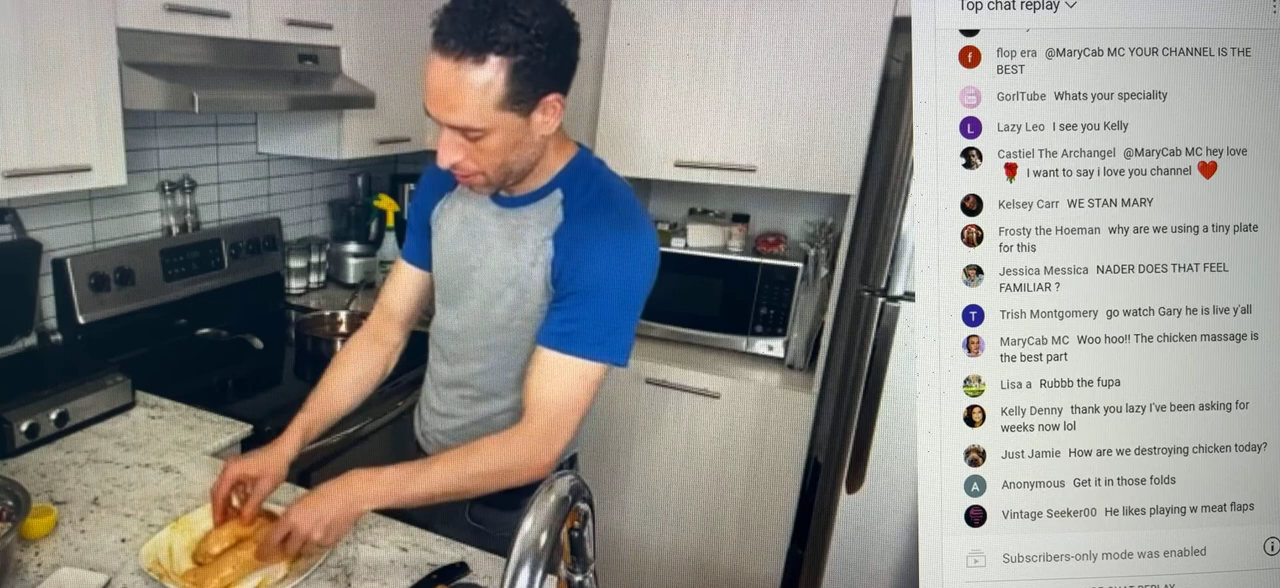 Top chat replay
flop era @MaryCab MC YOUR CHANNEL IS THE
BEST
GorlTube Whats your speciality
Lazy Leo I see you Kelly
Castiel The Archangel @MaryCab MC hey love
🌹 I want to say i love you channel ❤️
Kelsey Carr WE STAN MARY
Frosty the Hoeman why are we using a tiny plate
for this
Jessica Messica NADER DOES THAT FEEL
FAMILIAR ?
Trish Montgomery go watch Gary he is live y'all
MaryCab MC Woo hoo!! The chicken massage is
the best part
Lisa a Rubbb the fupa
Kelly Denny thank you lazy I've been asking for
weeks now lol
Just Jamie How are we destroying chicken today?
Anonymous Get it in those folds
Vintage Seeker00 He likes playing w meat flaps
Subscribers-only mode was enabled
CHAT REPLAY